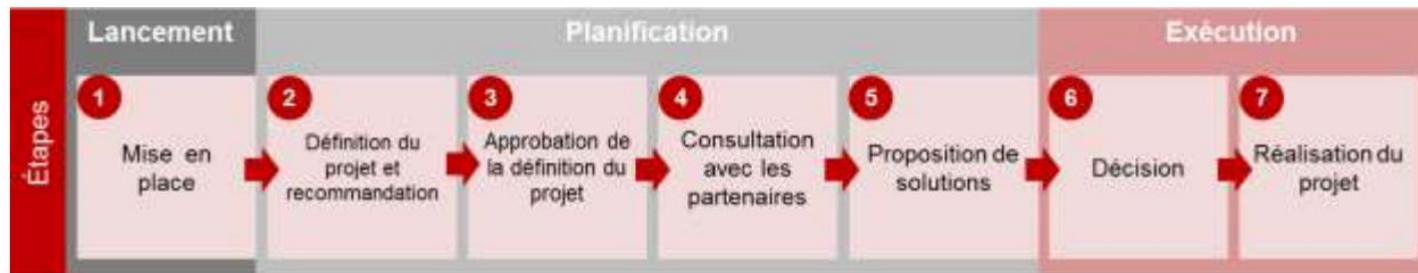 Lancement
Planification
Exécution
Étapes
1
Mise en
place
2
Définition du
projet et
recommandation
3
Approbation de
la définition du
projet
4
Consultation
avec les
partenaires
5
Proposition de
solutions
6
Décision
7
Réalisation du
projet